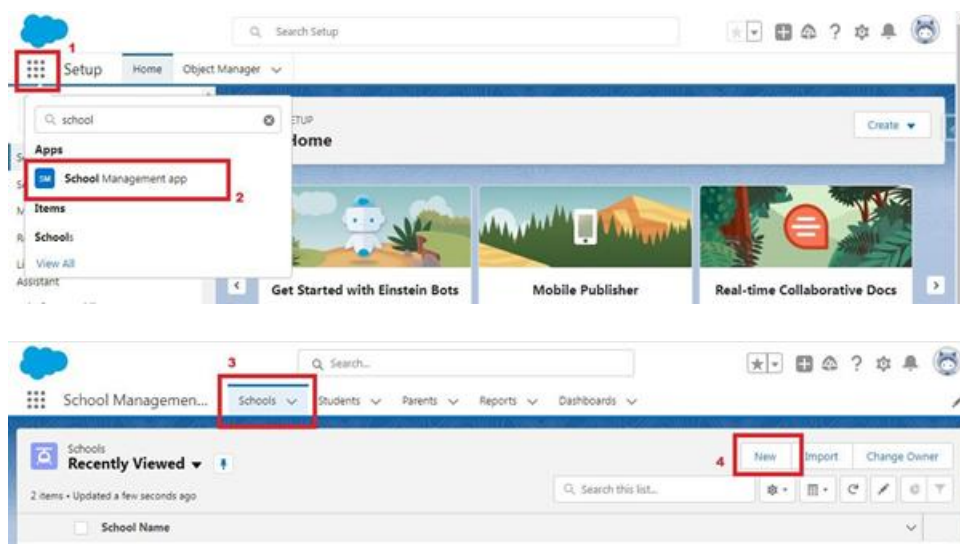 Search Setup
1
Setup Home Object Manager
school
SETUP
Home
Create
Apps
SM School Management app
2
Items
Schools
View All
Assistant
Get Started with Einstein Bots
Mobile Publisher
Real-time Collaborative Docs
3
Search...
School Managemen... Schools Students Parents Reports Dashboards
Schools
Recently Viewed
4
New Import Change Owner
2 items • Updated a few seconds ago
Search this list...
School Name